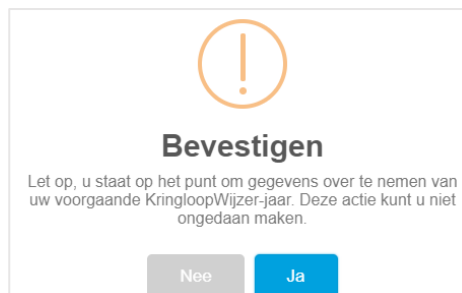 Bevestigen
Let op, u staat op het punt om gegevens over te nemen van
uw voorgaande KringloopWijzer-jaar. Deze actie kunt u niet
ongedaan maken.
Nee
Ja